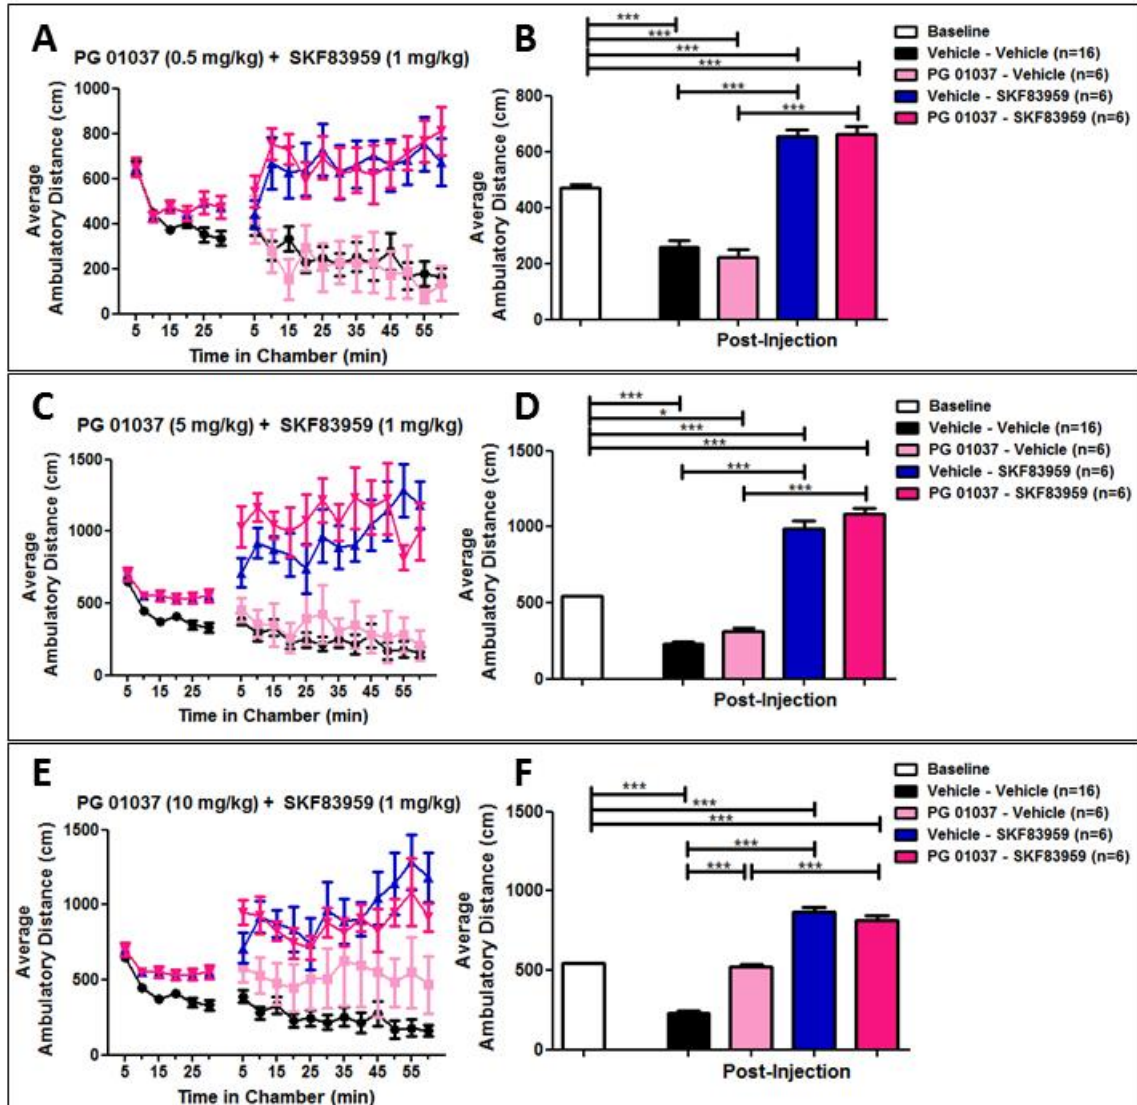 A
PG 01037 (0.5 mg/kg) + SKF83959 (1 mg/kg)
Average
Ambulatory Distance (cm)
1000
800
600
400
200
0
5 15 25 5 15 25 35 45 55
Time in Chamber (min)
B
Average
Ambulatory Distance (cm)
800
600
400
200
0
***
***
***
***
***
***
Post-Injection
Baseline
Vehicle - Vehicle (n=16)
PG 01037 - Vehicle (n=6)
Vehicle - SKF83959 (n=6)
PG 01037 - SKF83959 (n=6)
C
PG 01037 (5 mg/kg) + SKF83959 (1 mg/kg)
Average
Ambulatory Distance (cm)
1500
1000
500
0
5 15 25 5 15 25 35 45 55
Time in Chamber (min)
D
Average
Ambulatory Distance (cm)
1500
1000
500
0
***
*
***
***
***
***
Post-Injection
Baseline
Vehicle - Vehicle (n=16)
PG 01037 - Vehicle (n=6)
Vehicle - SKF83959 (n=6)
PG 01037 - SKF83959 (n=6)
E
PG 01037 (10 mg/kg) + SKF83959 (1 mg/kg)
Average
Ambulatory Distance (cm)
1500
1000
500
0
5 15 25 5 15 25 35 45 55
Time in Chamber (min)
F
Average
Ambulatory Distance (cm)
1500
1000
500
0
***
***
***
***
***
***
Post-Injection
Baseline
Vehicle - Vehicle (n=16)
PG 01037 - Vehicle (n=6)
Vehicle - SKF83959 (n=6)
PG 01037 - SKF83959 (n=6)